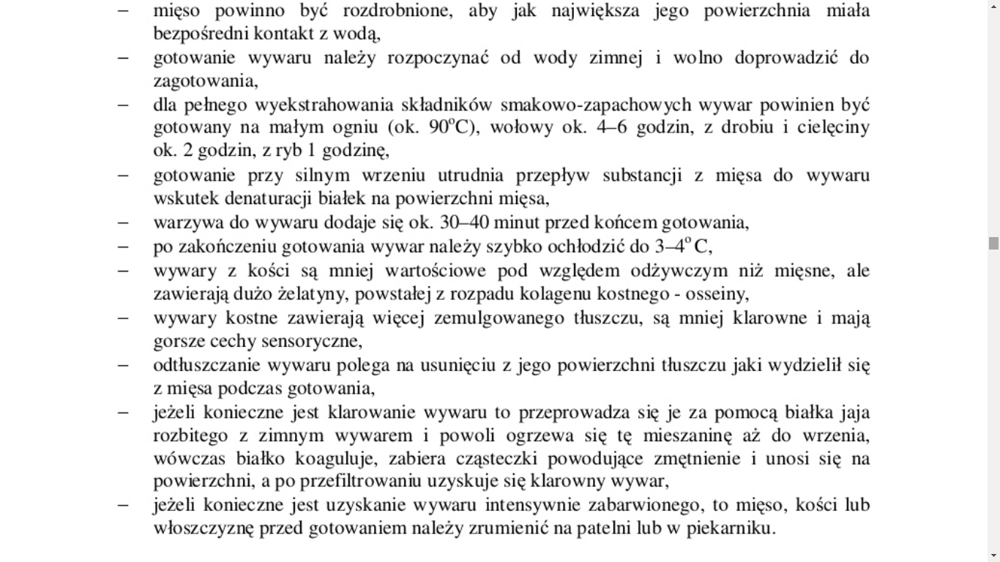 – mięso powinno być rozdrobnione, aby jak największa jego powierzchnia miała
bezpośredni kontakt z wodą,
– gotowanie wywaru należy rozpoczynać od wody zimnej i wolno doprowadzić do
zagotowania,
– dla pełnego wyekstrahowania składników smakowo-zapachowych wywar powinien być
gotowany na małym ogniu (ok. 90°C), wołowy ok. 4–6 godzin, z drobiu i cielęciny
ok. 2 godzin, z ryb 1 godzinę,
– gotowanie przy silnym wrzeniu utrudnia przepływ substancji z mięsa do wywaru
wskutek denaturacji białek na powierzchni mięsa,
– warzywa do wywaru dodaje się ok. 30–40 minut przed końcem gotowania,
– po zakończeniu gotowania wywar należy szybko ochłodzić do 3–4° C,
– wywary z kości są mniej wartościowe pod względem odżywczym niż mięsne, ale
zawierają dużo żelatyny, powstałej z rozpadu kolagenu kostnego - osseiny,
– wywary kostne zawierają więcej zemulgowanego tłuszczu, są mniej klarowne i mają
gorsze cechy sensoryczne,
– odtłuszczanie wywaru polega na usunięciu z jego powierzchni tłuszczu jaki wydzielił się
z mięsa podczas gotowania,
– jeżeli konieczne jest klarowanie wywaru to przeprowadza się je za pomocą białka jaja
rozbitego z zimnym wywarem i powoli ogrzewa się tę mieszaninę aż do wrzenia,
wówczas białko koaguluje, zabiera cząsteczki powodujące zmętnienie i unosi się na
powierzchni, a po przefiltrowaniu uzyskuje się klarowny wywar,
– jeżeli konieczne jest uzyskanie wywaru intensywnie zabarwionego, to mięso, kości lub
włoszczyznę przed gotowaniem należy zrumienić na patelni lub w piekarniku.